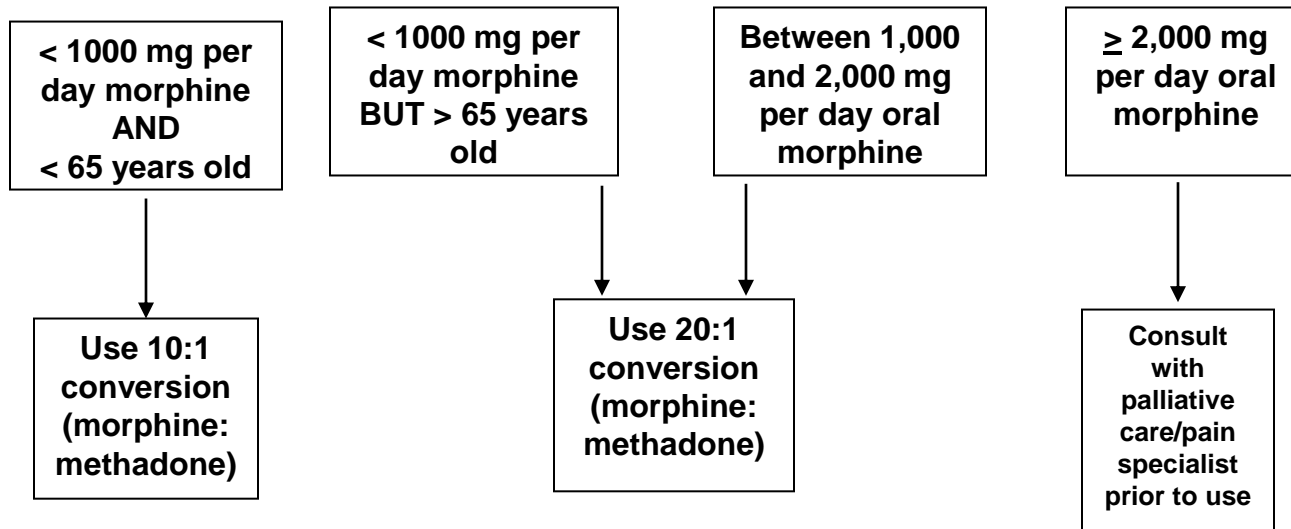 < 1000 mg per
day morphine
AND
< 65 years old
< 1000 mg per
day morphine
BUT > 65 years
old
Between 1,000
and 2,000 mg
per day oral
morphine
≥ 2,000 mg
per day oral
morphine
Use 10:1
conversion
(morphine:
methadone)
Use 20:1
conversion
(morphine:
methadone)
Consult
with
palliative
care/pain
specialist
prior to use